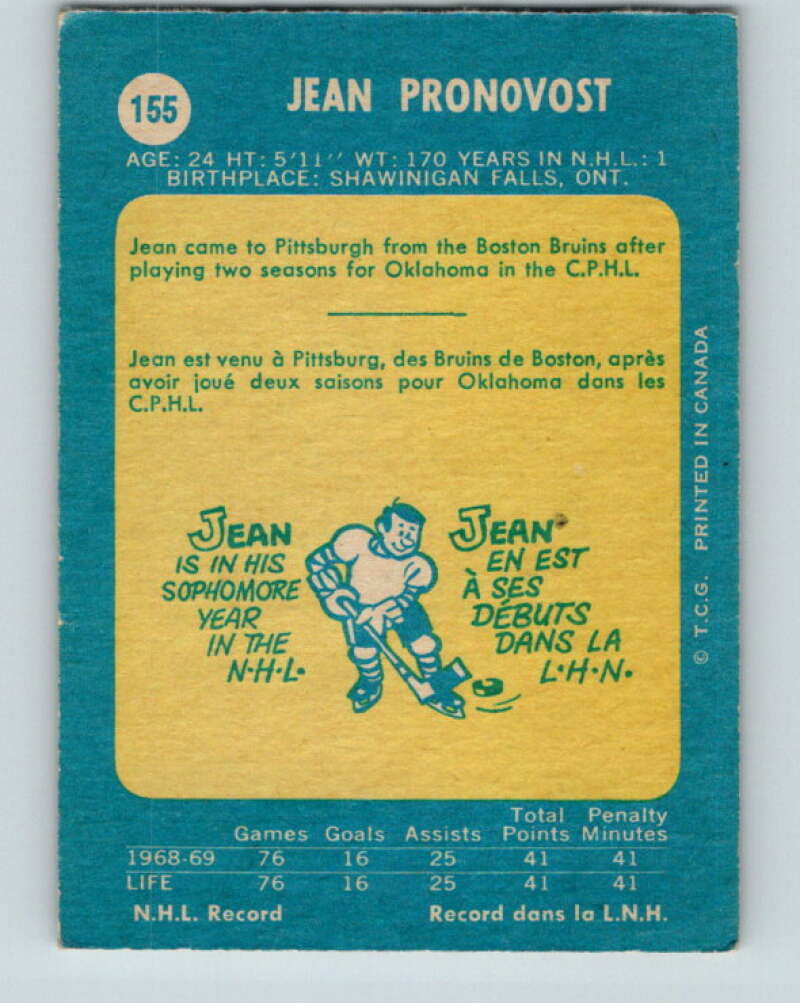 155
JEAN PRONOVOST
AGE: 24 HT: 5'11'' WT: 170 YEARS IN N.H.L.: 1
BIRTHPLACE: SHAWINIGAN FALLS, ONT.
Jean came to Pittsburgh from the Boston Bruins after
playing two seasons for Oklahoma in the C.P.H.L.
Jean est venu à Pittsburg, des Bruins de Boston, après
avoir joué deux saisons pour Oklahoma dans les
C.P.H.L.
JEAN
IS IN HIS
SOPHOMORE
YEAR
IN THE
N·H·L·
JEAN
EN EST
À SES
DÉBUTS
DANS LA
L·H·N·
© T.C.G. PRINTED IN CANADA
Total Penalty
Games Goals Assists Points Minutes
1968-69 76 16 25 41 41
LIFE 76 16 25 41 41
N.H.L. Record Record dans la L.N.H.